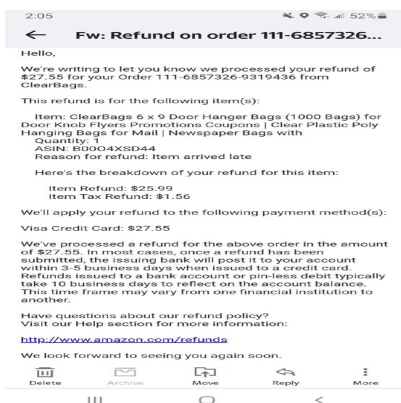 2:05
52%
Fw: Refund on order 111-6857326...
Hello,
We're writing to let you know we processed your refund of
$27.55 for your Order 111-6857326-9319436 from
ClearBags.
This refund is for the following item(s):
Item: ClearBags 6 x 9 Door Hanger Bags (1000 Bags) for
Door Knob Flyers Promotions Coupons | Clear Plastic Poly
Hanging Bags for Mail | Newspaper Bags with
Quantity: 1
ASIN: B00O4XSD44
Reason for refund: Item arrived late
Here's the breakdown of your refund for this item:
Item Refund: $25.99
Item Tax Refund: $1.56
We'll apply your refund to the following payment method(s):
Visa Credit Card: $27.55
We've processed a refund for the above order in the amount
of $27.55. In most cases, once a refund has been
submitted, the issuing bank will post it to your account
within 3-5 business days when issued to a credit card.
Refunds issued to a bank account or pin-less debit typically
take 10 business days to reflect on the account balance.
This time frame may vary from one financial institution to
another.
Have questions about our refund policy?
Visit our Help section for more information:
http://www.amazon.com/refunds
We look forward to seeing you again soon.
Delete
Archive
Move
Reply
More